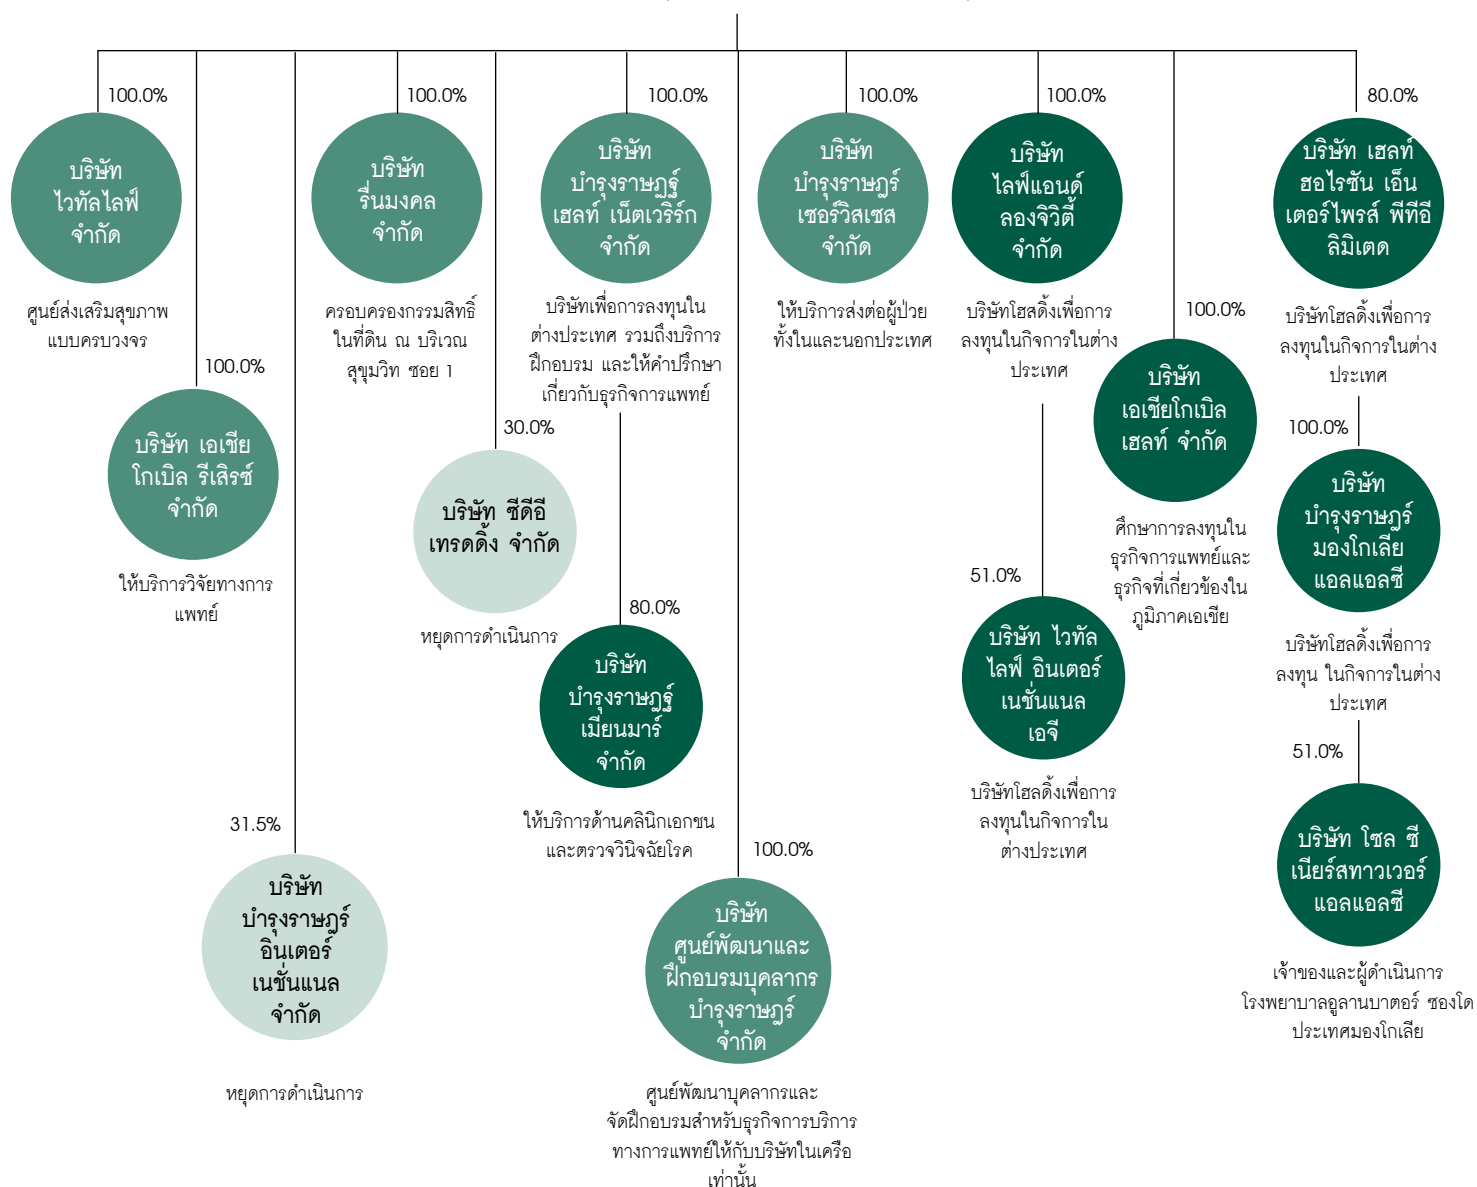 100.0%
บริษัท
ไวทัลไลฟ์
จำกัด
ศูนย์ส่งเสริมสุขภาพ
แบบครบวงจร
100.0%
บริษัท เอเชีย
โกเบิล รีเสิรซ์
จำกัด
ให้บริการวิจัยทางการ
แพทย์
31.5%
บริษัท
บำรุงราษฎร์
อินเตอร์
เนชั่นแนล
จำกัด
หยุดการดำเนินการ
100.0%
บริษัท
รื่นมงคล
จำกัด
ครอบครองกรรมสิทธิ์
ในที่ดิน ณ บริเวณ
สุขุมวิท ซอย 1
30.0%
บริษัท ซีดีอี
เทรดดิ้ง จำกัด
หยุดการดำเนินการ
100.0%
บริษัท
บำรุงราษฎฐ์
เฮลท์ เน็ตเวริร์ก
จำกัด
บริษัทเพื่อการลงทุนใน
ต่างประเทศ รวมถึงบริการ
ฝึกอบรม และให้คำปรึกษา
เกี่ยวกับธุรกิจการแพทย์
80.0%
บริษัท
บำรุงราษฎฐ์
เมียนมาร์
จำกัด
ให้บริการด้านคลินิกเอกชน
และตรวจวินิจฉัยโรค
100.0%
บริษัท
ศูนย์พัฒนาและ
ฝึกอบรมบุคลากร
บำรุงราษฎร์
จำกัด
ศูนย์พัฒนาบุคลากรและ
จัดฝึกอบรมสำหรับธุรกิจการบริการ
ทางการแพทย์ให้กับบริษัทในเครือ
เท่านั้น
100.0%
บริษัท
บำรุงราษฎร์
เซอร์วิสเซส
จำกัด
ให้บริการส่งต่อผู้ป่วย
ทั้งในและนอกประเทศ
100.0%
บริษัท
ไลฟ์แอนด์
ลองจิวิตี้
จำกัด
บริษัทโฮสดิ้งเพื่อการ
ลงทุนในกิจการในต่าง
ประเทศ
51.0%
บริษัท ไวทัล
ไลฟ์ อินเตอร์
เนชั่นแนล
เอจี
บริษัทโฮลดิ้งเพื่อการ
ลงทุนในกิจการใน
ต่างประเทศ
100.0%
บริษัท
เอเชียโกเบิล
เฮลท์ จำกัด
ศึกษาการลงทุนใน
ธุรกิจการแพทย์และ
ธุรกิจที่เกี่ยวข้องใน
ภูมิภาคเอเชีย
80.0%
บริษัท เฮลท์
ฮอไรซัน เอ็น
เตอร์ไพรส์ พีทีอี
ลิมิเตด
บริษัทโฮลดิ้งเพื่อการ
ลงทุนในกิจการในต่าง
ประเทศ
100.0%
บริษัท
บำรุงราษฎร์
มองโกเลีย
แอลแอลซี
บริษัทโฮลดิ้งเพื่อการ
ลงทุน ในกิจการในต่าง
ประเทศ
51.0%
บริษัท โซล ซี
เนียร์สทาวเวอร์
แอลแอลซี
เจ้าของและผู้ดำเนินการ
โรงพยาบาลอูลานบาตอร์ ซองโด
ประเทศมองโกเลีย